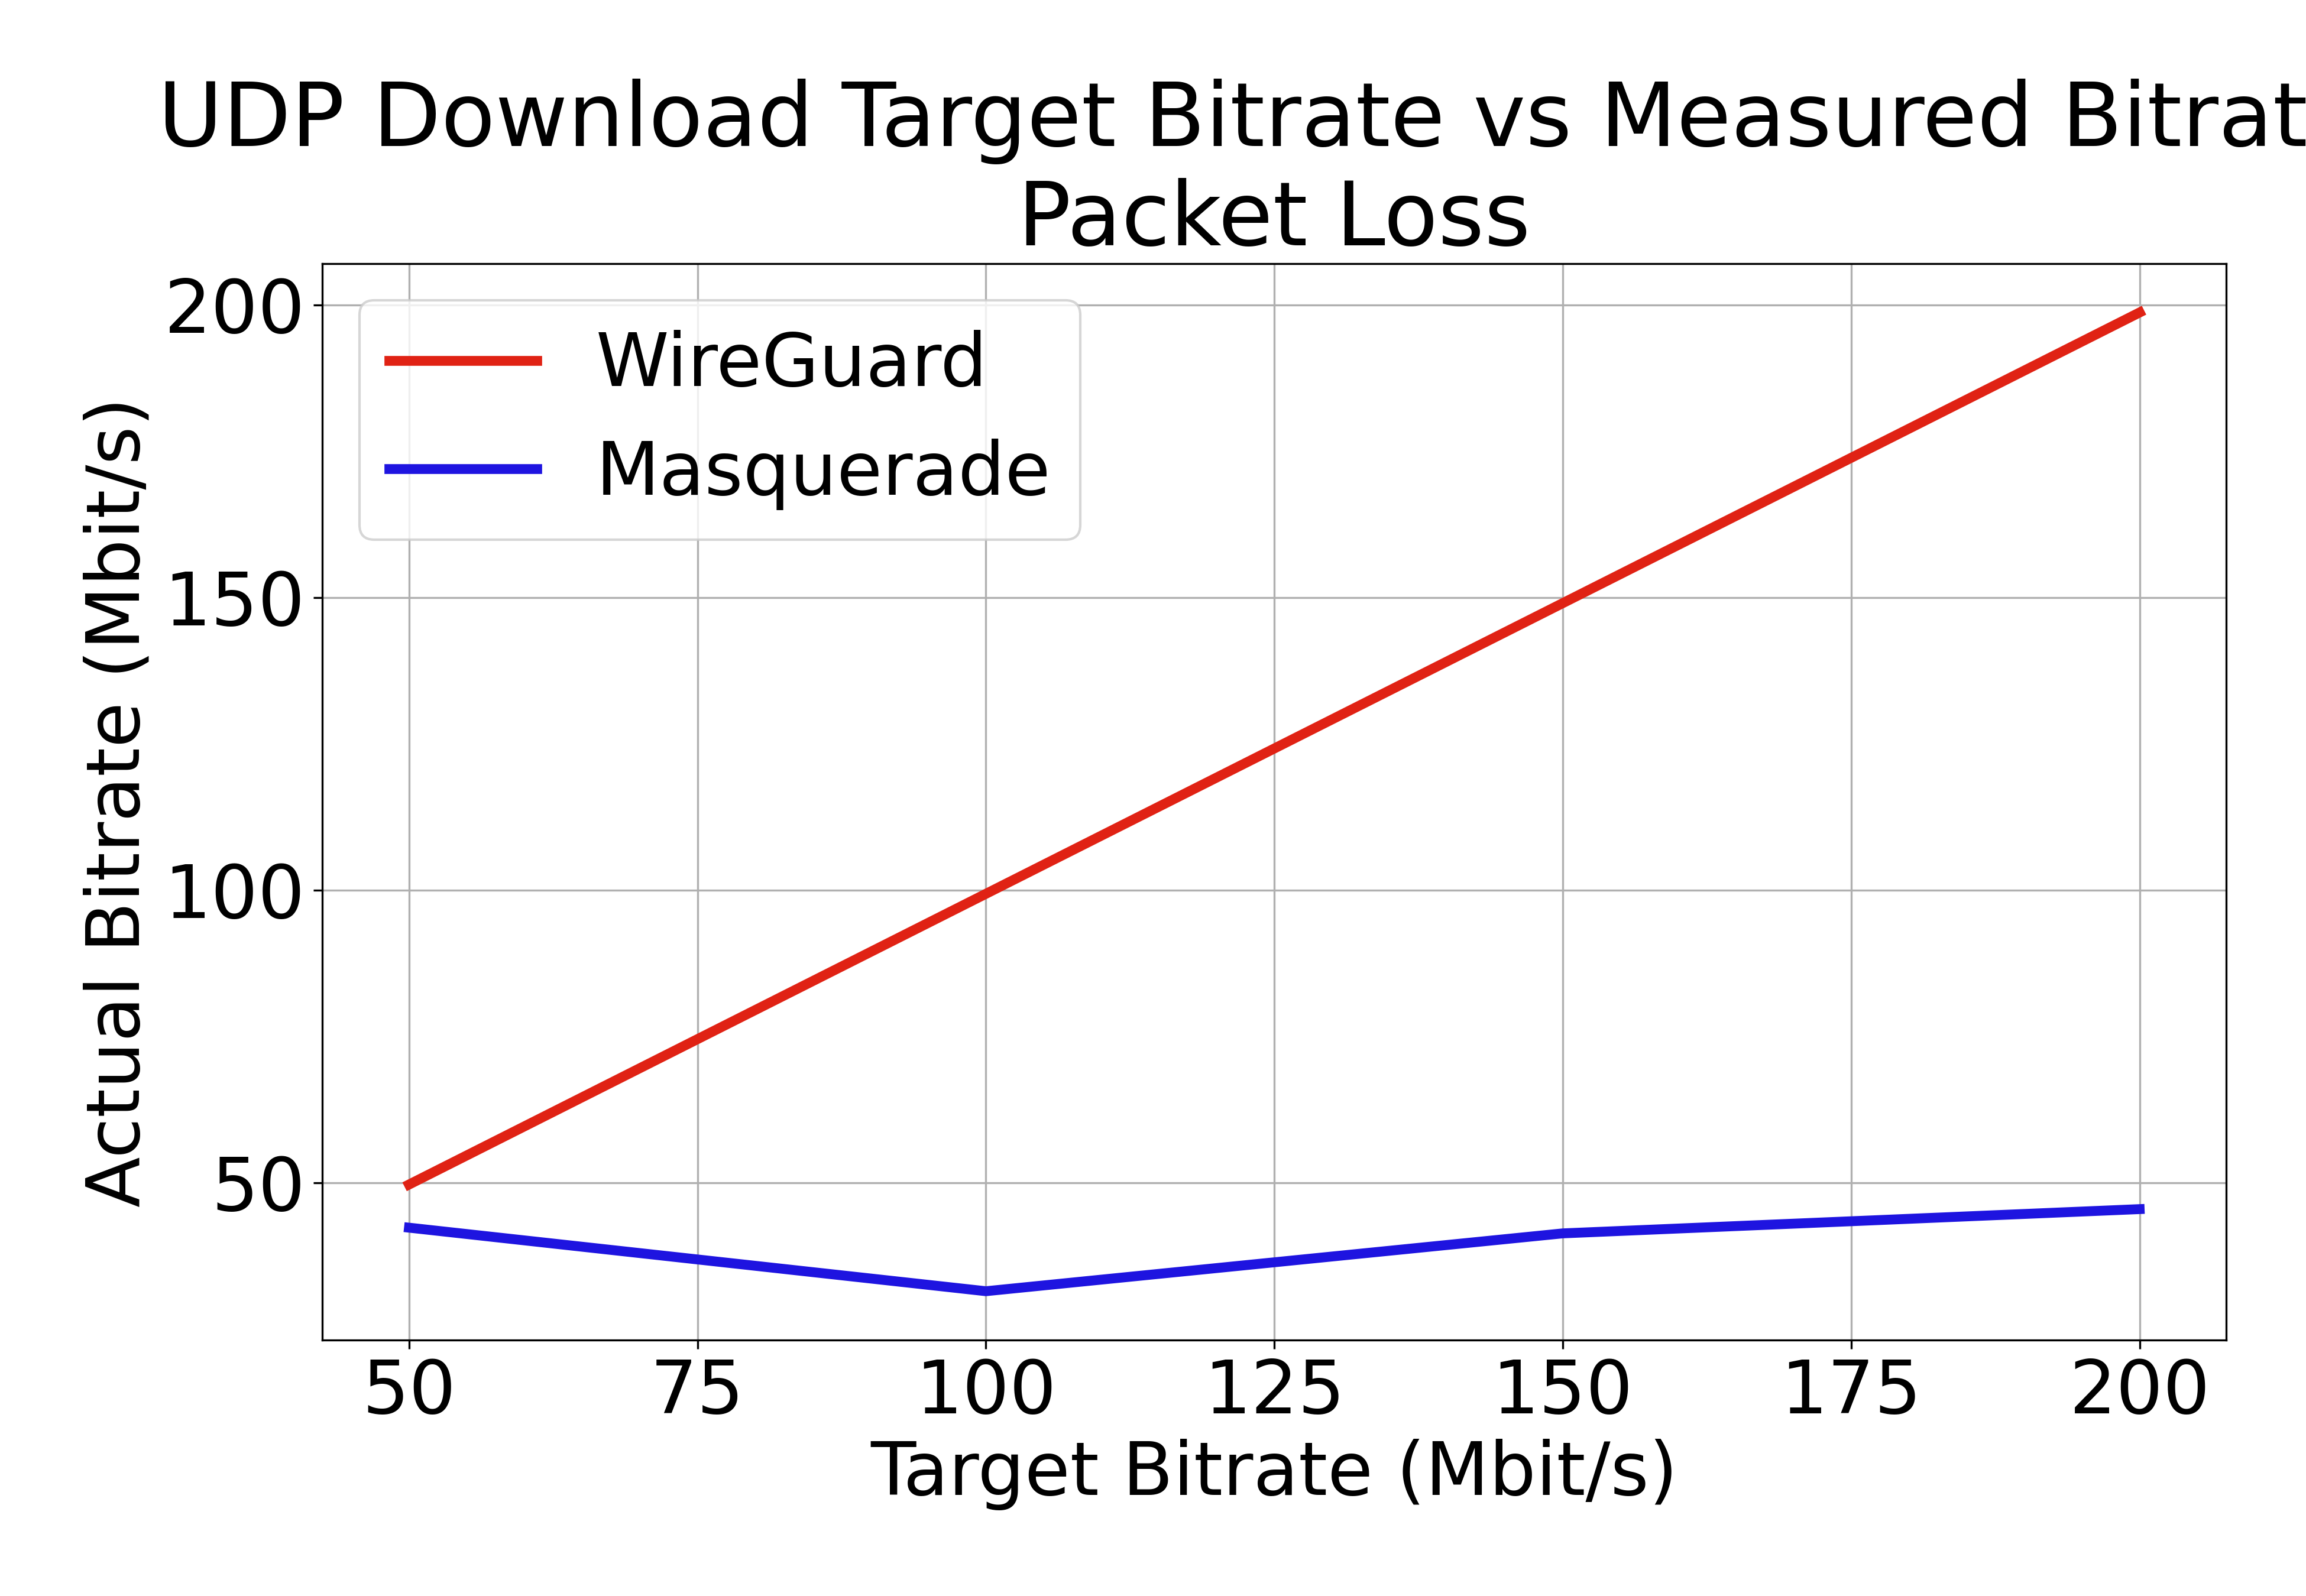 UDP Download Target Bitrate vs Measured Bitrat
Packet Loss
200
150
100
50
Actual Bitrate (Mbit/s)
WireGuard
Masquerade
50 75 100 125 150 175 200
Target Bitrate (Mbit/s)